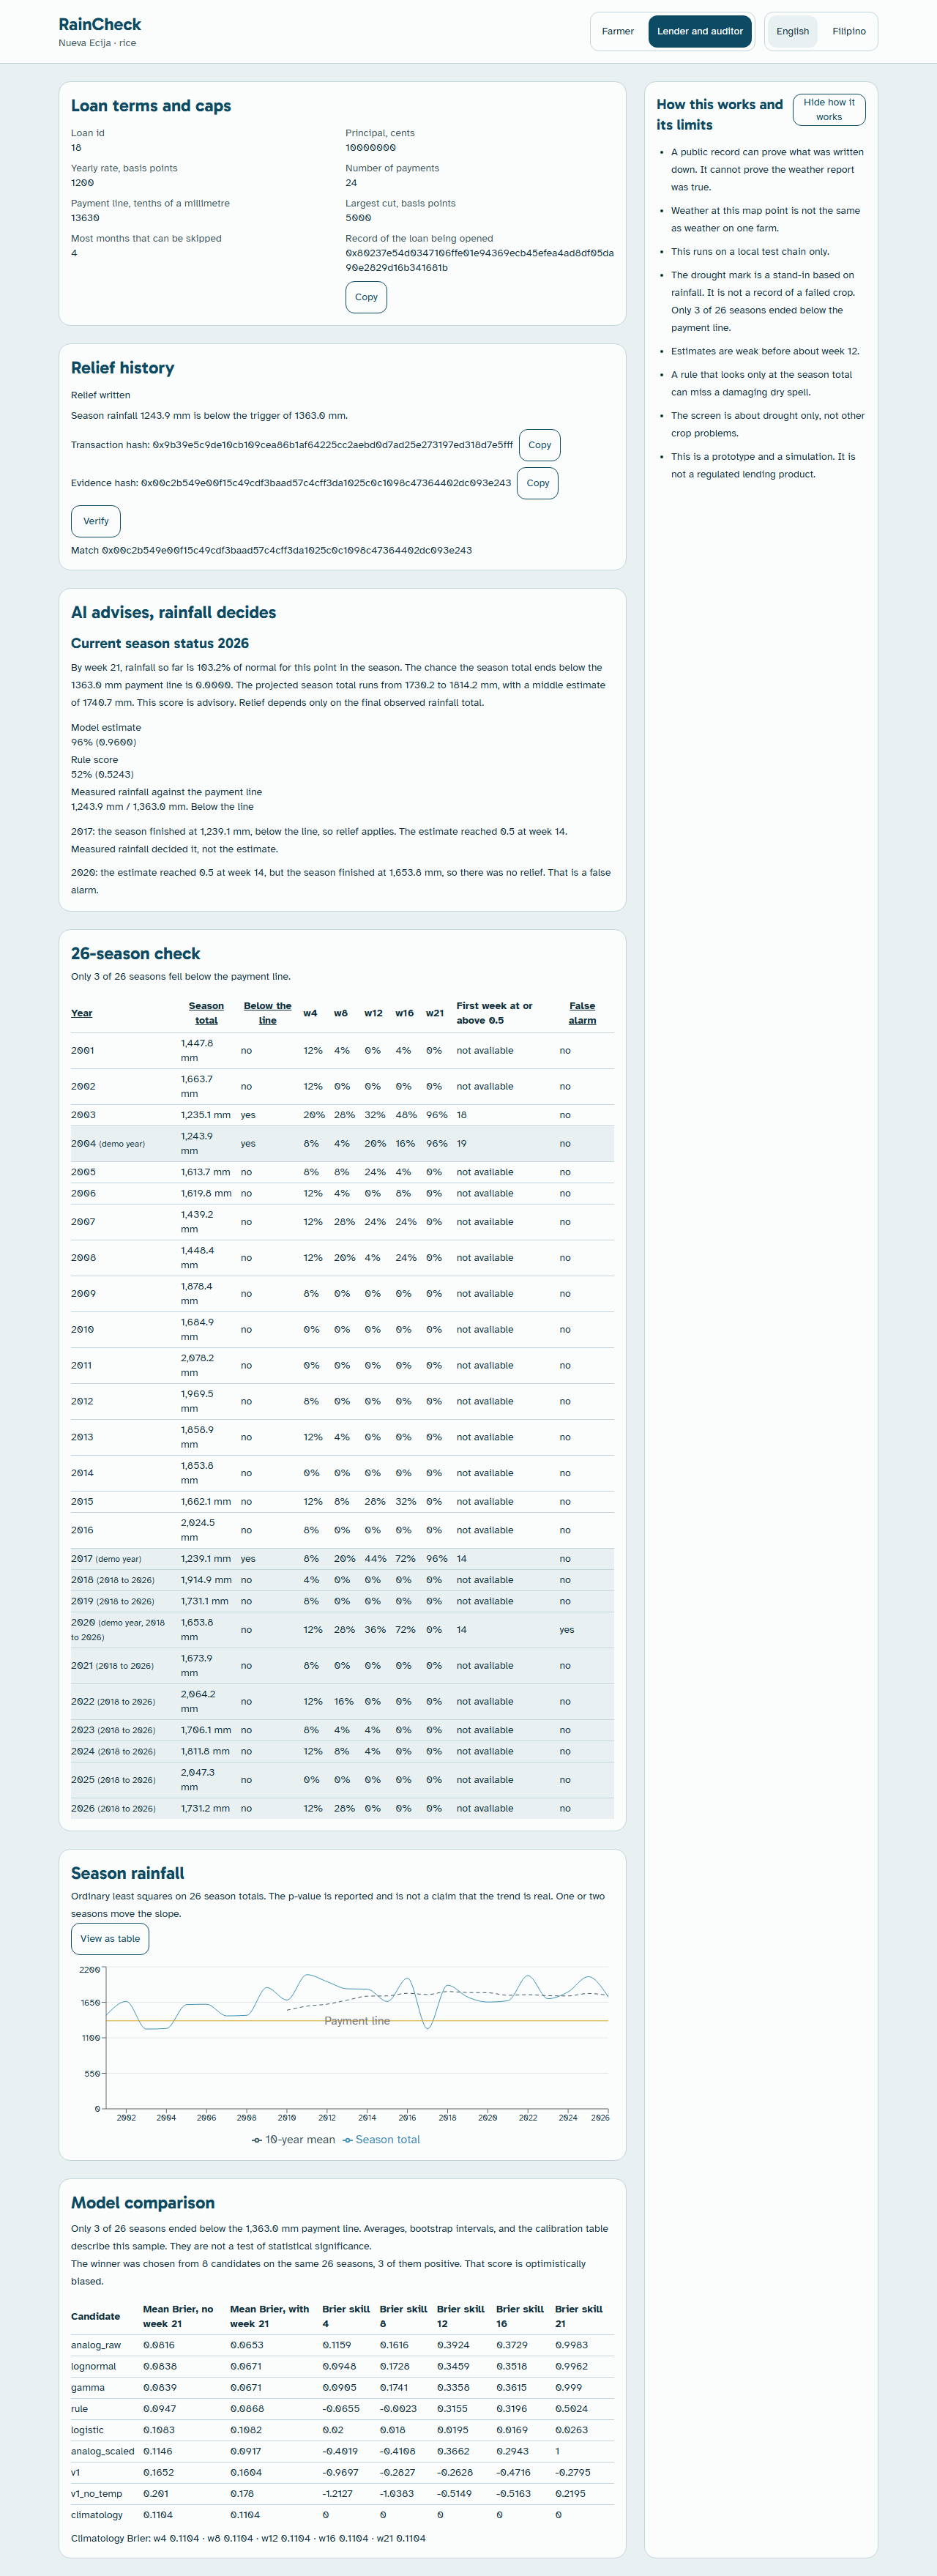 RainCheck
Nueva Ecija · rice
Farmer
Lender and auditor
English
Filipino
Loan terms and caps
Loan id
18
Principal, cents
10000000
Yearly rate, basis points
1200
Number of payments
24
Payment line, tenths of a millimetre
13630
Largest cut, basis points
5000
Most months that can be skipped
4
Record of the loan being opened
0x80237e54d0347106ffe01e94369ecb45efea4ad8df05da
90e2829d16b341681b
Copy
Relief history
Relief written
Season rainfall 1243.9 mm is below the trigger of 1363.0 mm.
Transaction hash: 0x9b39e5c9de10cb109cea86b1af64225cc2aebd0d7ad25e273197ed318d7e5fff Copy
Evidence hash: 0x00c2b549e00f15c49cdf3baad57c4cff3da1025c0c1098c47364402dc093e243 Copy
Verify
Match 0x00c2b549e00f15c49cdf3baad57c4cff3da1025c0c1098c47364402dc093e243
AI advises, rainfall decides
Current season status 2026
By week 21, rainfall so far is 103.2% of normal for this point in the season. The chance the season total ends below the
1363.0 mm payment line is 0.0000. The projected season total runs from 1730.2 to 1814.2 mm, with a middle estimate
of 1740.7 mm. This score is advisory. Relief depends only on the final observed rainfall total.
Model estimate
96% (0.9600)
Rule score
52% (0.5243)
Measured rainfall against the payment line
1,243.9 mm / 1,363.0 mm. Below the line
2017: the season finished at 1,239.1 mm, below the line, so relief applies. The estimate reached 0.5 at week 14.
Measured rainfall decided it, not the estimate.
2020: the estimate reached 0.5 at week 14, but the season finished at 1,653.8 mm, so there was no relief. That is a false
alarm.
26-season check
Only 3 of 26 seasons fell below the payment line.
Year Season total Below the line w4 w8 w12 w16 w21 First week at or above 0.5 False alarm
2001 1,447.8 mm no 12% 4% 0% 4% 0% not available no
2002 1,663.7 mm no 12% 0% 0% 0% 0% not available no
2003 1,235.1 mm yes 20% 28% 32% 48% 96% 18 no
2004 (demo year) 1,243.9 mm yes 8% 4% 20% 16% 96% 19 no
2005 1,613.7 mm no 8% 8% 24% 4% 0% not available no
2006 1,619.8 mm no 12% 4% 0% 8% 0% not available no
2007 1,439.2 mm no 12% 28% 24% 24% 0% not available no
2008 1,448.4 mm no 12% 20% 4% 24% 0% not available no
2009 1,878.4 mm no 8% 0% 0% 0% 0% not available no
2010 1,684.9 mm no 0% 0% 0% 0% 0% not available no
2011 2,078.2 mm no 0% 0% 0% 0% 0% not available no
2012 1,969.5 mm no 8% 0% 0% 0% 0% not available no
2013 1,858.9 mm no 12% 4% 0% 0% 0% not available no
2014 1,853.8 mm no 0% 0% 0% 0% 0% not available no
2015 1,662.1 mm no 12% 8% 28% 32% 0% not available no
2016 2,024.5 mm no 8% 0% 0% 0% 0% not available no
2017 (demo year) 1,239.1 mm yes 8% 20% 44% 72% 96% 14 no
2018 (2018 to 2026) 1,914.9 mm no 4% 0% 0% 0% 0% not available no
2019 (2018 to 2026) 1,731.1 mm no 8% 0% 0% 0% 0% not available no
2020 (demo year, 2018 to 2026) 1,653.8 mm no 12% 28% 36% 72% 0% 14 yes
2021 (2018 to 2026) 1,673.9 mm no 8% 0% 0% 0% 0% not available no
2022 (2018 to 2026) 2,064.2 mm no 12% 16% 0% 0% 0% not available no
2023 (2018 to 2026) 1,706.1 mm no 8% 4% 4% 0% 0% not available no
2024 (2018 to 2026) 1,811.8 mm no 12% 8% 4% 0% 0% not available no
2025 (2018 to 2026) 2,047.3 mm no 0% 0% 0% 0% 0% not available no
2026 (2018 to 2026) 1,731.2 mm no 12% 28% 0% 0% 0% not available no
Season rainfall
Ordinary least squares on 26 season totals. The p-value is reported and is not a claim that the trend is real. One or two
seasons move the slope.
View as table
2200
1650
1100
550
0
Payment line
2002 2004 2006 2008 2010 2012 2014 2016 2018 2020 2022 2024 2026
10-year mean Season total
Model comparison
Only 3 of 26 seasons ended below the 1,363.0 mm payment line. Averages, bootstrap intervals, and the calibration table
describe this sample. They are not a test of statistical significance.
The winner was chosen from 8 candidates on the same 26 seasons, 3 of them positive. That score is optimistically
biased.
Candidate Mean Brier, no week 21 Mean Brier, with week 21 Brier skill 4 Brier skill 8 Brier skill 12 Brier skill 16 Brier skill 21
analog_raw 0.0816 0.0653 0.1159 0.1616 0.3924 0.3729 0.9983
lognormal 0.0838 0.0671 0.0948 0.1728 0.3459 0.3518 0.9962
gamma 0.0839 0.0671 0.0905 0.1741 0.3358 0.3615 0.999
rule 0.0947 0.0868 -0.0655 -0.0023 0.3155 0.3196 0.5024
logistic 0.1083 0.1082 0.02 0.018 0.0195 0.0169 0.0263
analog_scaled 0.1146 0.0917 -0.4019 -0.4108 0.3662 0.2943 1
v1 0.1652 0.1604 -0.9697 -0.2827 -0.2628 -0.4716 -0.2795
v1_no_temp 0.201 0.178 -1.2127 -1.0383 -0.5149 -0.5163 0.2195
climatology 0.1104 0.1104 0 0 0 0 0
Climatology Brier: w4 0.1104 · w8 0.1104 · w12 0.1104 · w16 0.1104 · w21 0.1104
How this works and
its limits
Hide how it
works
• A public record can prove what was written
down. It cannot prove the weather report
was true.
• Weather at this map point is not the same
as weather on one farm.
• This runs on a local test chain only.
• The drought mark is a stand-in based on
rainfall. It is not a record of a failed crop.
Only 3 of 26 seasons ended below the
payment line.
• Estimates are weak before about week 12.
• A rule that looks only at the season total
can miss a damaging dry spell.
• The screen is about drought only, not other
crop problems.
• This is a prototype and a simulation. It is
not a regulated lending product.